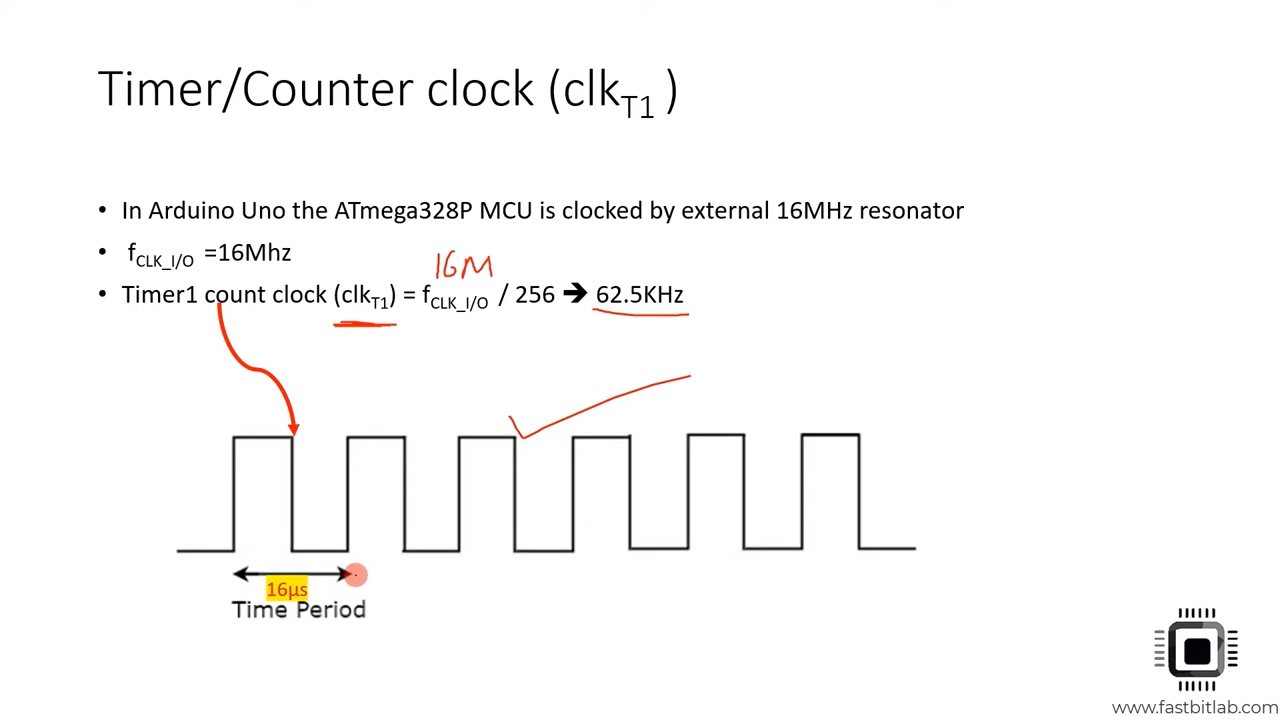 Timer/Counter clock (clkT1 )
• In Arduino Uno the ATmega328P MCU is clocked by external 16MHz resonator
• fCLK_I/O =16Mhz
16M
• Timer1 count clock (clkT1) = fCLK_I/O / 256 🡪 62.5KHz
16µs
Time Period
www.fastbitlab.com